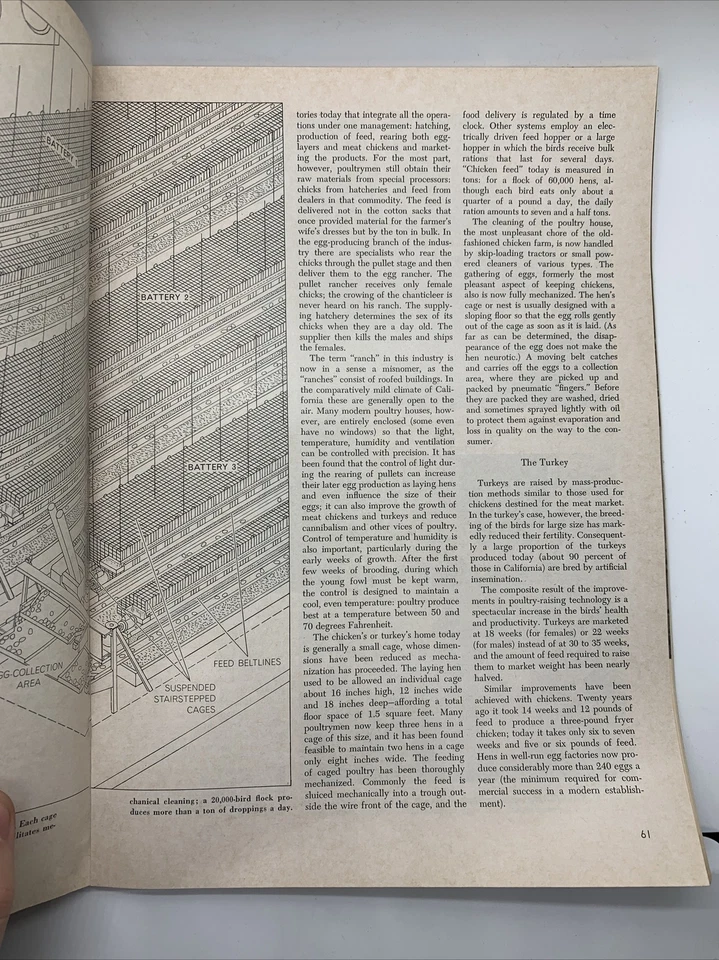 BATTERY 1
BATTERY 2
BATTERY 3
FEED BELTLINES
SUSPENDED
STAIRSTEPPED
CAGES
GG-COLLECTION
AREA
Each cage
litates me-
chanical cleaning; a 20,000-bird flock pro-
duces more than a ton of droppings a day.
tories today that integrate all the opera-
tions under one management: hatching,
production of feed, rearing both egg-
layers and meat chickens and market-
ing the products. For the most part,
however, poultrymen still obtain their
raw materials from special processors:
chicks from hatcheries and feed from
dealers in that commodity. The feed is
delivered not in the cotton sacks that
once provided material for the farmer's
wife's dresses but by the ton in bulk. In
the egg-producing branch of the indus-
try there are specialists who rear the
chicks through the pullet stage and then
deliver them to the egg rancher. The
pullet rancher receives only female
chicks; the crowing of the chanticleer is
never heard on his ranch. The supply-
ing hatchery determines the sex of its
chicks when they are a day old. The
supplier then kills the males and ships
the females.
The term "ranch" in this industry is
now in a sense a misnomer, as the
"ranches" consist of roofed buildings. In
the comparatively mild climate of Cali-
fornia these are generally open to the
air. Many modern poultry houses, how-
ever, are entirely enclosed (some even
have no windows) so that the light,
temperature, humidity and ventilation
can be controlled with precision. It has
been found that the control of light dur-
ing the rearing of pullets can increase
their later egg production as laying hens
and even influence the size of their
eggs; it can also improve the growth of
meat chickens and turkeys and reduce
cannibalism and other vices of poultry.
Control of temperature and humidity is
also important, particularly during the
early weeks of growth. After the first
few weeks of brooding, during which
the young fowl must be kept warm,
the control is designed to maintain a
cool, even temperature: poultry produce
best at a temperature between 50 and
70 degrees Fahrenheit.
The chicken's or turkey's home today
is generally a small cage, whose dimen-
sions have been reduced as mecha-
nization has proceeded. The laying hen
used to be allowed an individual cage
about 16 inches high, 12 inches wide
and 18 inches deep—affording a total
floor space of 1.5 square feet. Many
poultrymen now keep three hens in a
cage of this size, and it has been found
feasible to maintain two hens in a cage
only eight inches wide. The feeding
of caged poultry has been thoroughly
mechanized. Commonly the feed is
sluiced mechanically into a trough out-
side the wire front of the cage, and the
food delivery is regulated by a time
clock. Other systems employ an elec-
trically driven feed hopper or a large
hopper in which the birds receive bulk
rations that last for several days.
"Chicken feed" today is measured in
tons: for a flock of 60,000 hens, al-
though each bird eats only about a
quarter of a pound a day, the daily
ration amounts to seven and a half tons.
The cleaning of the poultry house,
the most unpleasant chore of the old-
fashioned chicken farm, is now handled
by skip-loading tractors or small pow-
ered cleaners of various types. The
gathering of eggs, formerly the most
pleasant aspect of keeping chickens,
also is now fully mechanized. The hen's
cage or nest is usually designed with a
sloping floor so that the egg rolls gently
out of the cage as soon as it is laid. (As
far as can be determined, the disap-
pearance of the egg does not make the
hen neurotic.) A moving belt catches
and carries off the eggs to a collection
area, where they are picked up and
packed by pneumatic "fingers." Before
they are packed they are washed, dried
and sometimes sprayed lightly with oil
to protect them against evaporation and
loss in quality on the way to the con-
sumer.
The Turkey
Turkeys are raised by mass-produc-
tion methods similar to those used for
chickens destined for the meat market.
In the turkey's case, however, the breed-
ing of the birds for large size has mark-
edly reduced their fertility. Consequent-
ly a large proportion of the turkeys
produced today (about 90 percent of
those in California) are bred by artificial
insemination.
The composite result of the improve-
ments in poultry-raising technology is a
spectacular increase in the birds' health
and productivity. Turkeys are marketed
at 18 weeks (for females) or 22 weeks
(for males) instead of at 30 to 35 weeks,
and the amount of feed required to raise
them to market weight has been nearly
halved.
Similar improvements have been
achieved with chickens. Twenty years
ago it took 14 weeks and 12 pounds of
feed to produce a three-pound fryer
chicken; today it takes only six to seven
weeks and five or six pounds of feed.
Hens in well-run egg factories now pro-
duce considerably more than 240 eggs a
year (the minimum required for com-
mercial success in a modern establish-
ment).
61